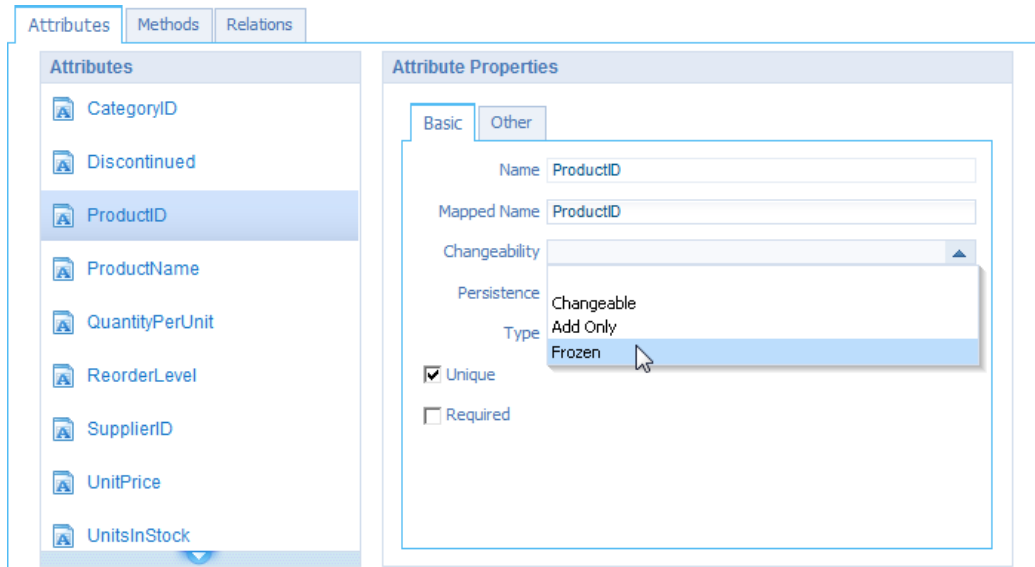 Attributes Methods Relations
Attributes
CategoryID
Discontinued
ProductID
ProductName
QuantityPerUnit
ReorderLevel
SupplierID
UnitPrice
UnitsInStock
Attribute Properties
Basic Other
Name ProductID
Mapped Name ProductID
Changeability
Persistence
Changeable
Type
Add Only
Frozen
Unique
Required